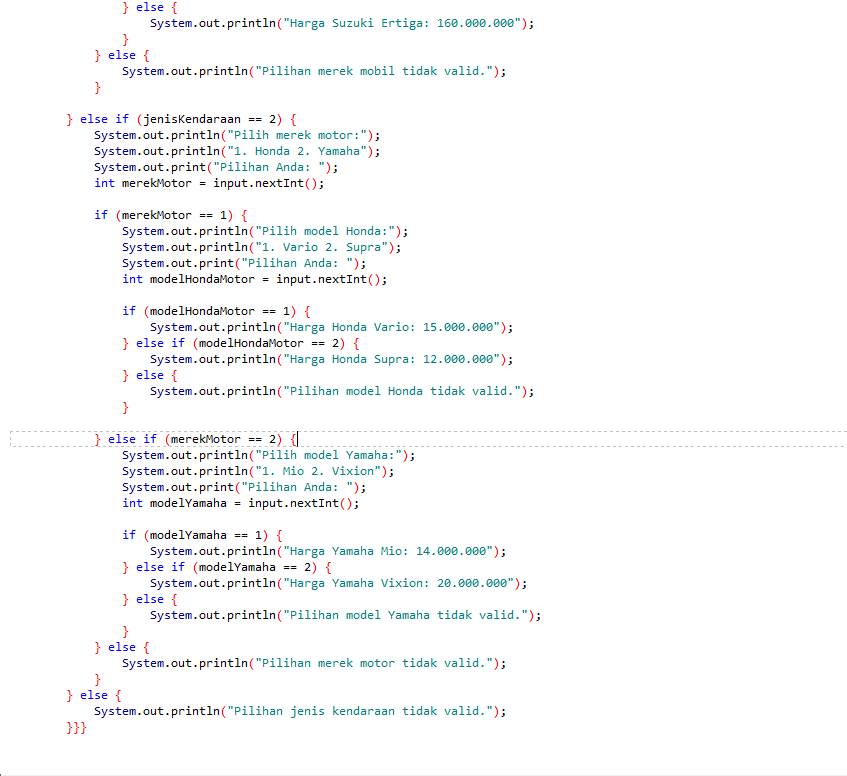 } else {
System.out.println("Harga Suzuki Ertiga: 160.000.000");
}
} else {
System.out.println("Pilihan merek mobil tidak valid.");
}
} else if (jenisKendaraan == 2) {
System.out.println("Pilih merek motor:");
System.out.println("1. Honda 2. Yamaha");
System.out.print("Pilihan Anda: ");
int merekMotor = input.nextInt();
if (merekMotor == 1) {
System.out.println("Pilih model Honda:");
System.out.println("1. Vario 2. Supra");
System.out.print("Pilihan Anda: ");
int modelHondaMotor = input.nextInt();
if (modelHondaMotor == 1) {
System.out.println("Harga Honda Vario: 15.000.000");
} else if (modelHondaMotor == 2) {
System.out.println("Harga Honda Supra: 12.000.000");
} else {
System.out.println("Pilihan model Honda tidak valid.");
}
} else if (merekMotor == 2) {
System.out.println("Pilih model Yamaha:");
System.out.println("1. Mio 2. Vixion");
System.out.print("Pilihan Anda: ");
int modelYamaha = input.nextInt();
if (modelYamaha == 1) {
System.out.println("Harga Yamaha Mio: 14.000.000");
} else if (modelYamaha == 2) {
System.out.println("Harga Yamaha Vixion: 20.000.000");
} else {
System.out.println("Pilihan model Yamaha tidak valid.");
}
} else {
System.out.println("Pilihan merek motor tidak valid.");
}
} else {
System.out.println("Pilihan jenis kendaraan tidak valid.");
}}}